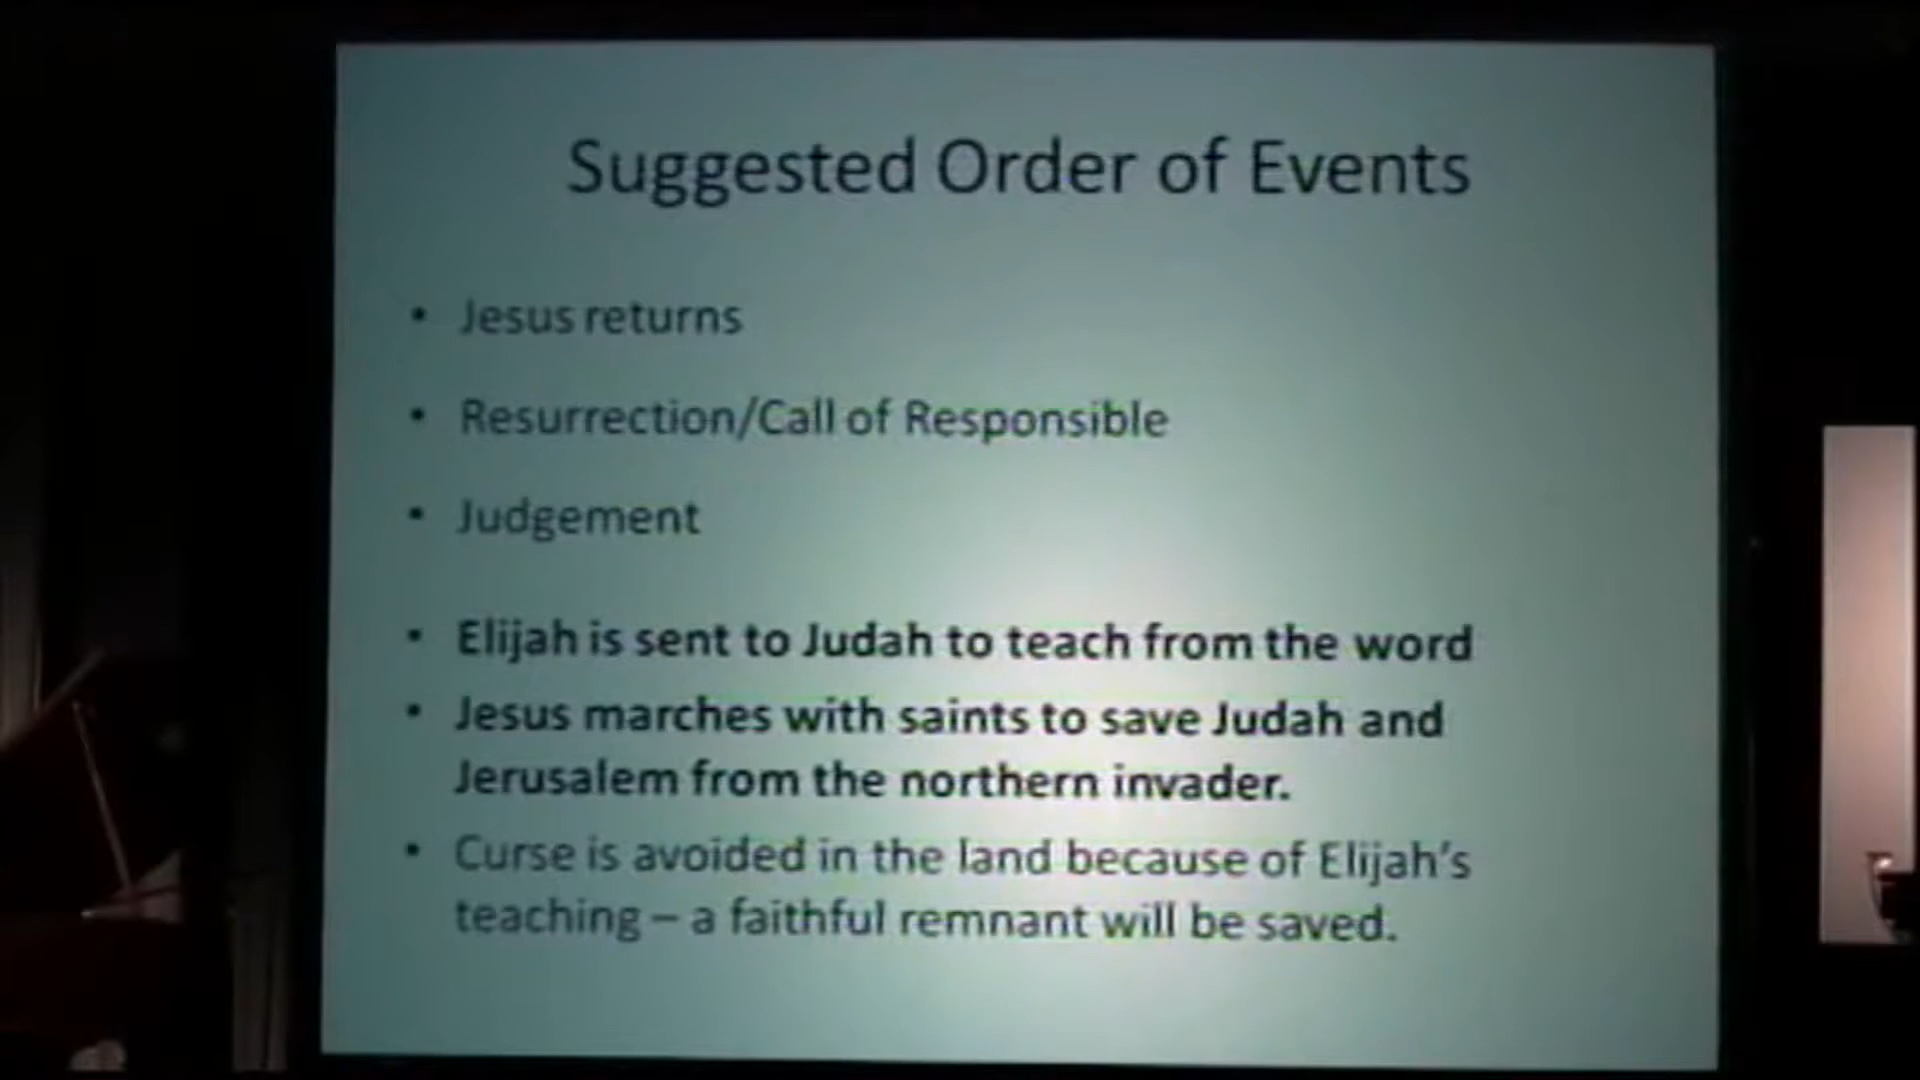 Suggested Order of Events
• Jesus returns
• Resurrection/Call of Responsible
• Judgement
• Elijah is sent to Judah to teach from the word
• Jesus marches with saints to save Judah and
Jerusalem from the northern invader.
• Curse is avoided in the land because of Elijah's
teaching – a faithful remnant will be saved.